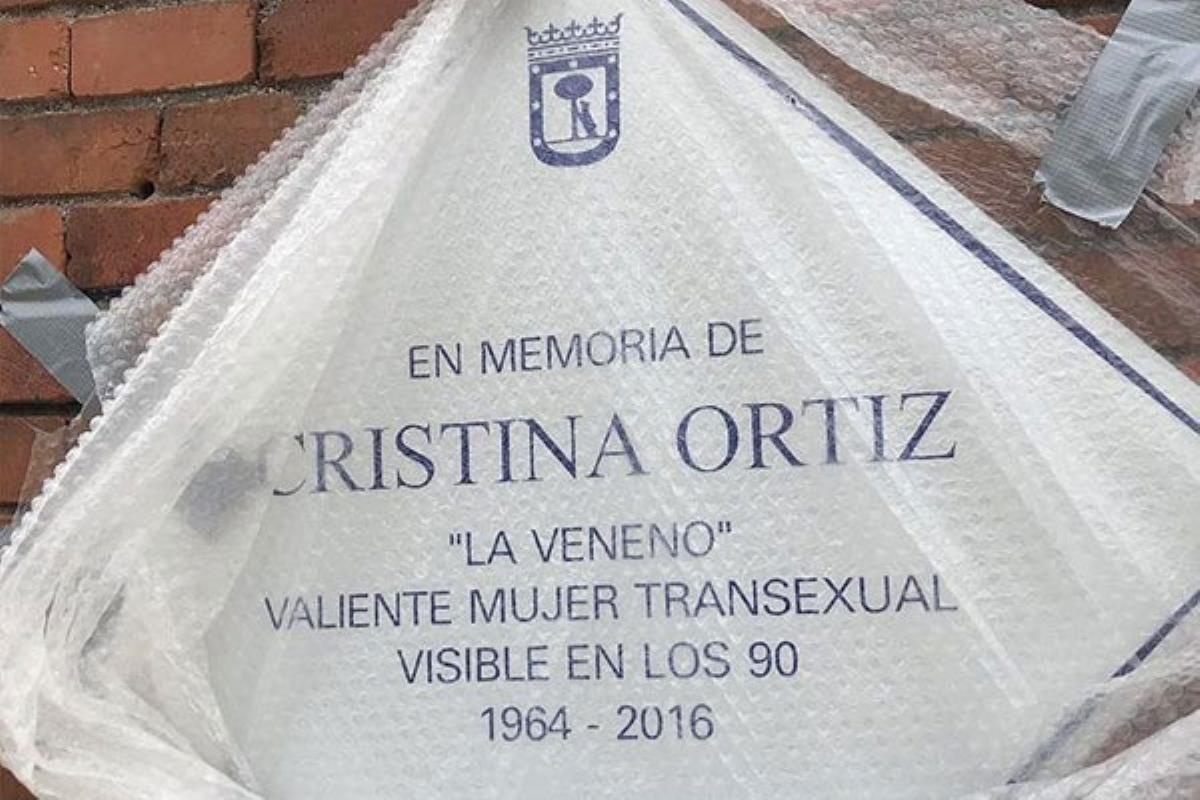 EN MEMORIA DE
CRISTINA ORTIZ
"LA VENENO"
VALIENTE MUJER TRANSEXUAL
VISIBLE EN LOS 90
1964 - 2016